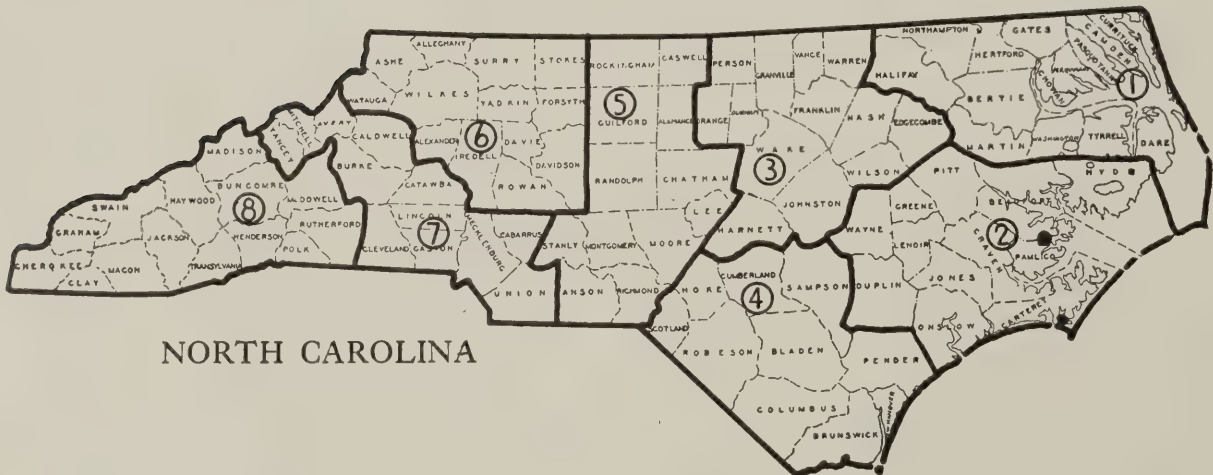 NORTHAMPTON
GATES
CURRITUCK
CAMDEN
PASQUOTANK
PERQUIMANS
CHOWAN
HERTFORD
HALIFAX
BERTIE
MARTIN
WASHINGTON
TYRRELL
DARE
①
ALLEGHANY
ASHE
SURRY
STOKES
WATAUGA
WILKES
YADKIN
FORSYTH
ALEXANDER
IREDELL
DAVIE
DAVIDSON
ROWAN
⑥
ROCKINGHAM
CASWELL
GUILFORD
ALAMANCE
RANDOLPH
CHATHAM
LEE
STANLY
MONTGOMERY
MOORE
ANSON
RICHMOND
⑤
PERSON
GRANVILLE
VANCE
WARREN
ORANGE
DURHAM
FRANKLIN
NASH
EDGECOMBE
WAKE
WILSON
JOHNSTON
HARNETT
③
MITCHELL
AVERY
YANCEY
CALDWELL
MADISON
BURKE
CATAWBA
BUNCOMBE
MCDOWELL
HAYWOOD
SWAIN
GRAHAM
JACKSON
HENDERSON
RUTHERFORD
POLK
CHEROKEE
MACON
CLAY
TRANSYLVANIA
⑧
LINCOLN
CLEVELAND
GASTON
MECKLENBURG
CABARRUS
UNION
⑦
PITT
HYDE
GREENE
BEAUFORT
WAYNE
LENOIR
CRAVEN
PAMLICO
JONES
DUPLIN
ONSLOW
CARTERET
②
CUMBERLAND
SAMPSON
HOKE
SCOTLAND
ROBESON
BLADEN
PENDER
COLUMBUS
BRUNSWICK
④
NORTH CAROLINA